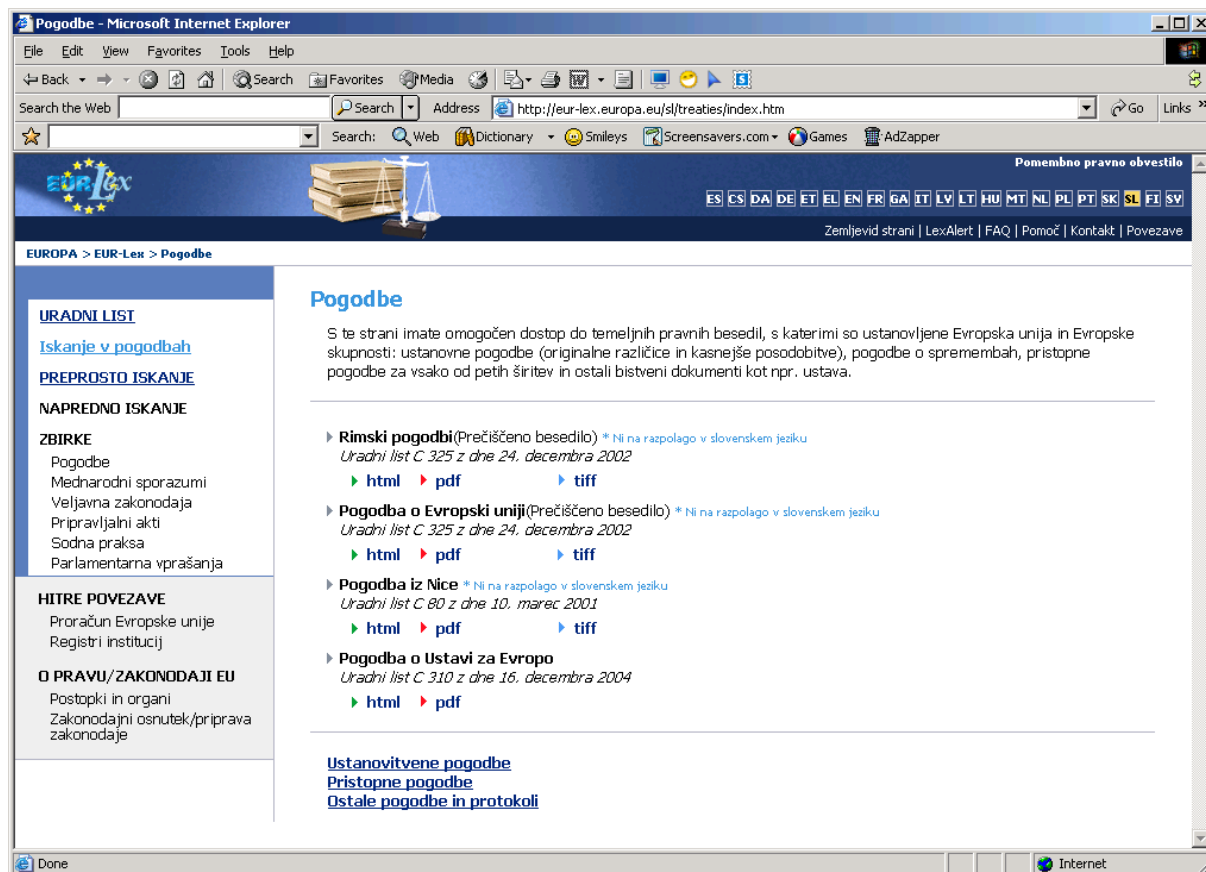 Pogodbe - Microsoft Internet Explorer
File Edit View Favorites Tools Help
Back Search Favorites Media
Search the Web Search Address http://eur-lex.europa.eu/sl/treaties/index.htm Go Links »
Search: Web Dictionary Smileys Screensavers.com Games AdZapper
EUR-Lex
Pomembno pravno obvestilo
ES CS DA DE ET EL EN FR GA IT LV LT HU MT NL PL PT SK SL FI SV
Zemljevid strani | LexAlert | FAQ | Pomoč | Kontakt | Povezave
EUROPA > EUR-Lex > Pogodbe
URADNI LIST
Iskanje v pogodbah
PREPROSTO ISKANJE
NAPREDNO ISKANJE
ZBIRKE
Pogodbe
Mednarodni sporazumi
Veljavna zakonodaja
Pripravljalni akti
Sodna praksa
Parlamentarna vprašanja
HITRE POVEZAVE
Proračun Evropske unije
Registri institucij
O PRAVU/ZAKONODAJI EU
Postopki in organi
Zakonodajni osnutek/priprava
zakonodaje
Pogodbe
S te strani imate omogočen dostop do temeljnih pravnih besedil, s katerimi so ustanovljene Evropska unija in Evropske
skupnosti: ustanovne pogodbe (originalne različice in kasnejše posodobitve), pogodbe o spremembah, pristopne
pogodbe za vsako od petih širitev in ostali bistveni dokumenti kot npr. ustava.
Rimski pogodbi(Prečiščeno besedilo) * Ni na razpolago v slovenskem jeziku
Uradni list C 325 z dne 24. decembra 2002
html pdf tiff
Pogodba o Evropski uniji(Prečiščeno besedilo) * Ni na razpolago v slovenskem jeziku
Uradni list C 325 z dne 24. decembra 2002
html pdf tiff
Pogodba iz Nice * Ni na razpolago v slovenskem jeziku
Uradni list C 80 z dne 10. marec 2001
html pdf tiff
Pogodba o Ustavi za Evropo
Uradni list C 310 z dne 16. decembra 2004
html pdf
Ustanovitvene pogodbe
Pristopne pogodbe
Ostale pogodbe in protokoli
Done Internet